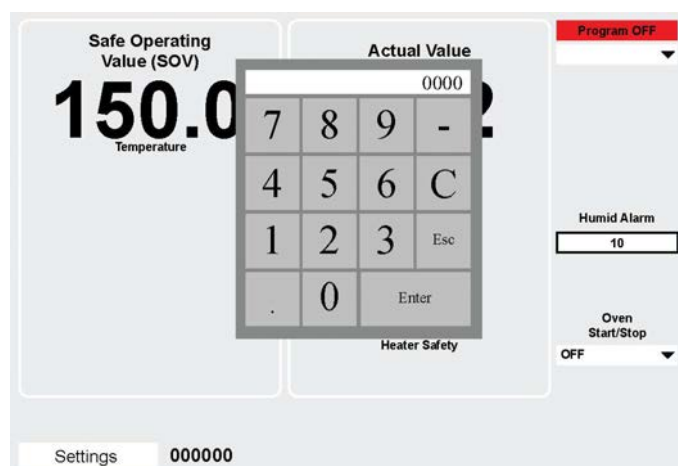 Safe Operating
Value (SOV)
150.0
Temperature
Actual Value
2
Program OFF
0000
7 8 9 -
4 5 6 C
1 2 3 Esc
. 0 Enter
Heater Safety
Humid Alarm
10
Oven
Start/Stop
OFF
Settings 000000